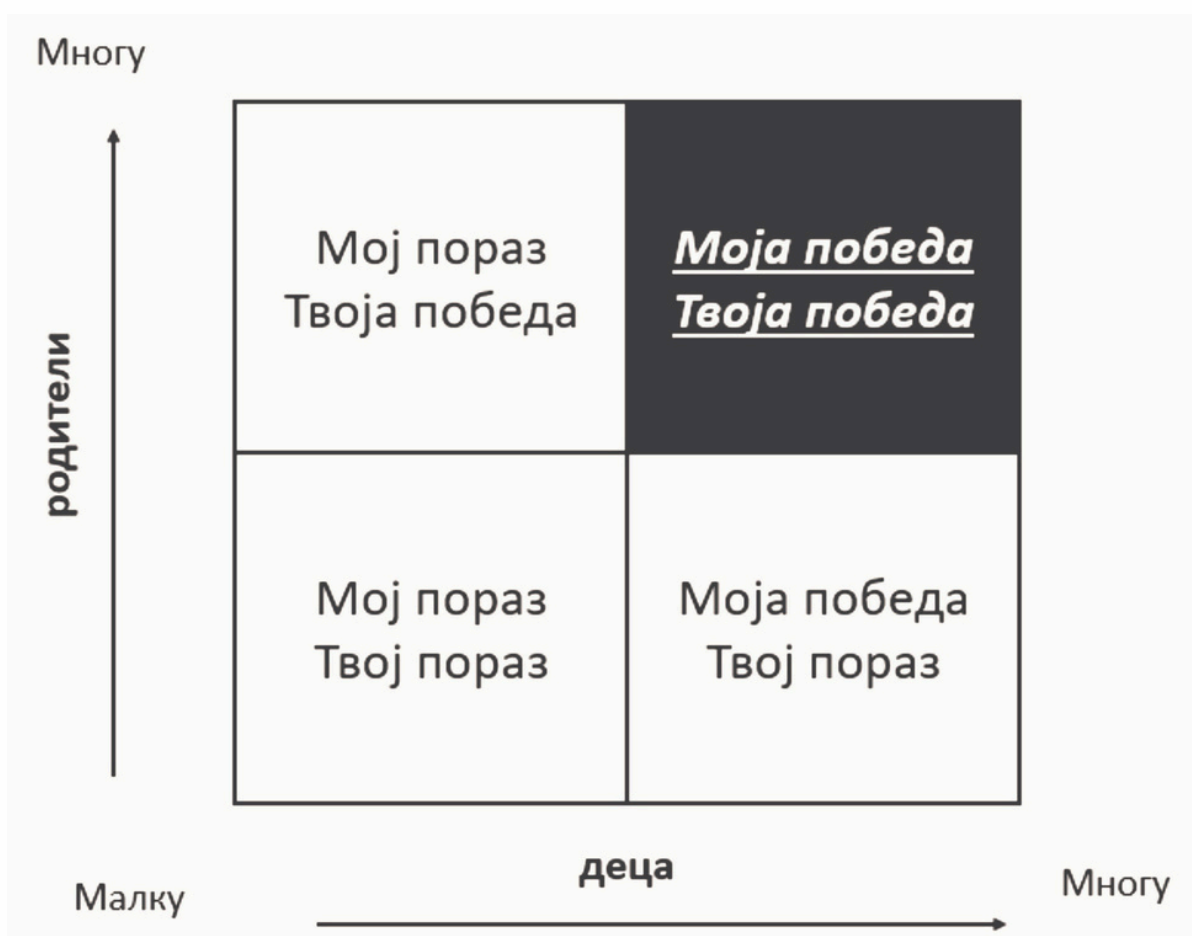 Многу
Мој пораз
Твоја победа
Моја победа
Твоја победа
родители
Мој пораз
Твој пораз
Моја победа
Твој пораз
деца
Малку
Многу